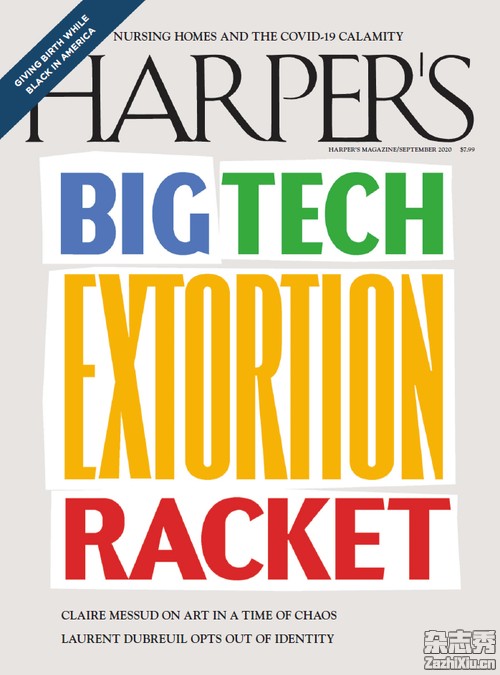 GIVING BIRTH WHILE
BLACK IN AMERICA
NURSING HOMES AND THE COVID-19 CALAMITY
HARPER'S
HARPER'S MAGAZINE/SEPTEMBER 2020 $7.99
BIG TECH
EXTORTION
RACKET
CLAIRE MESSUD ON ART IN A TIME OF CHAOS
LAURENT DUBREUIL OPTS OUT OF IDENTITY
杂志秀
ZazhiXiu.cn